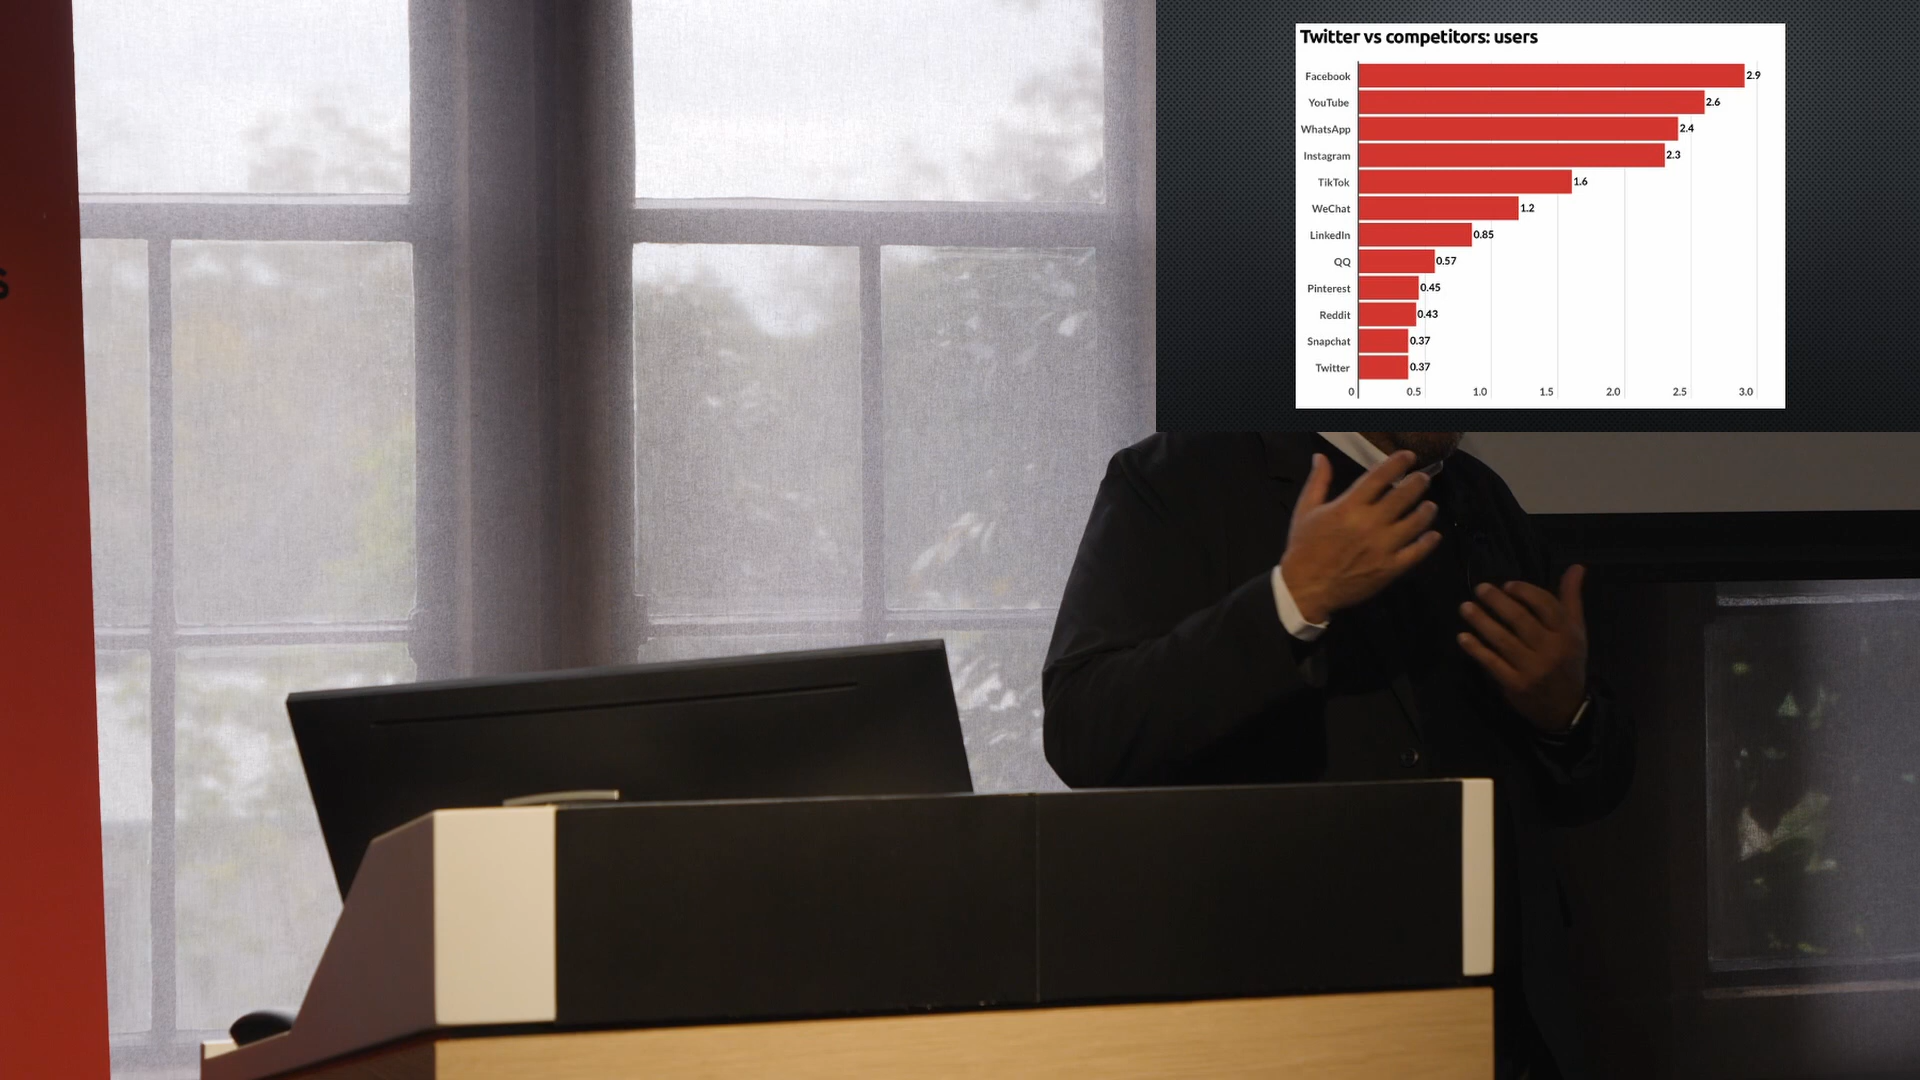 s
Twitter vs competitors: users
Facebook 2.9
YouTube 2.6
WhatsApp 2.4
Instagram 2.3
TikTok 1.6
WeChat 1.2
LinkedIn 0.85
QQ 0.57
Pinterest 0.45
Reddit 0.43
Snapchat 0.37
Twitter 0.37
0 0.5 1.0 1.5 2.0 2.5 3.0